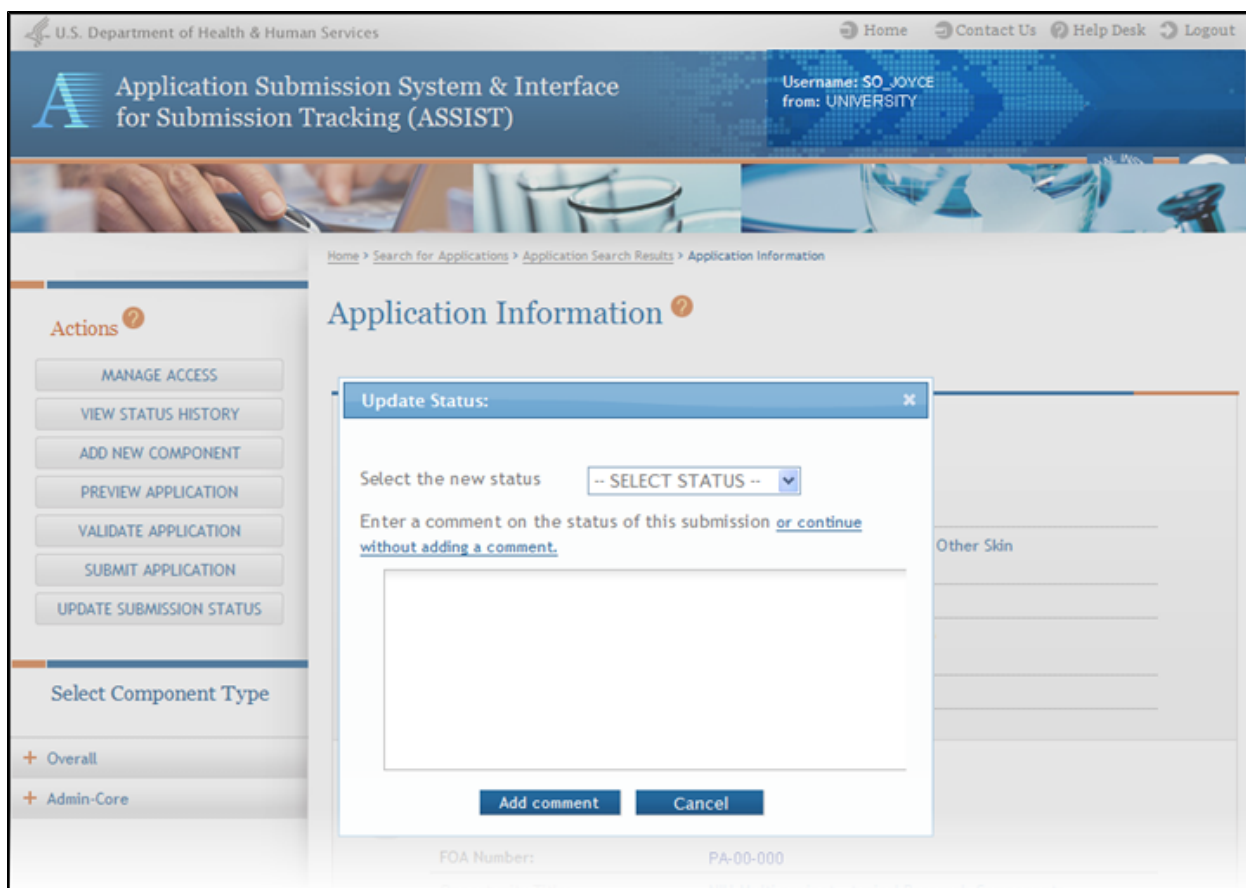 U.S. Department of Health & Human Services
Home Contact Us Help Desk Logout
A Application Submission System & Interface
for Submission Tracking (ASSIST)
Username: SO_JOYCE
from: UNIVERSITY
Home > Search for Applications > Application Search Results > Application Information
Actions ?
MANAGE ACCESS
VIEW STATUS HISTORY
ADD NEW COMPONENT
PREVIEW APPLICATION
VALIDATE APPLICATION
SUBMIT APPLICATION
UPDATE SUBMISSION STATUS
Select Component Type
+ Overall
+ Admin-Core
Application Information ?
Update Status:
Select the new status -- SELECT STATUS --
Enter a comment on the status of this submission or continue
without adding a comment.
Add comment Cancel
Other Skin
FOA Number: PA-00-000